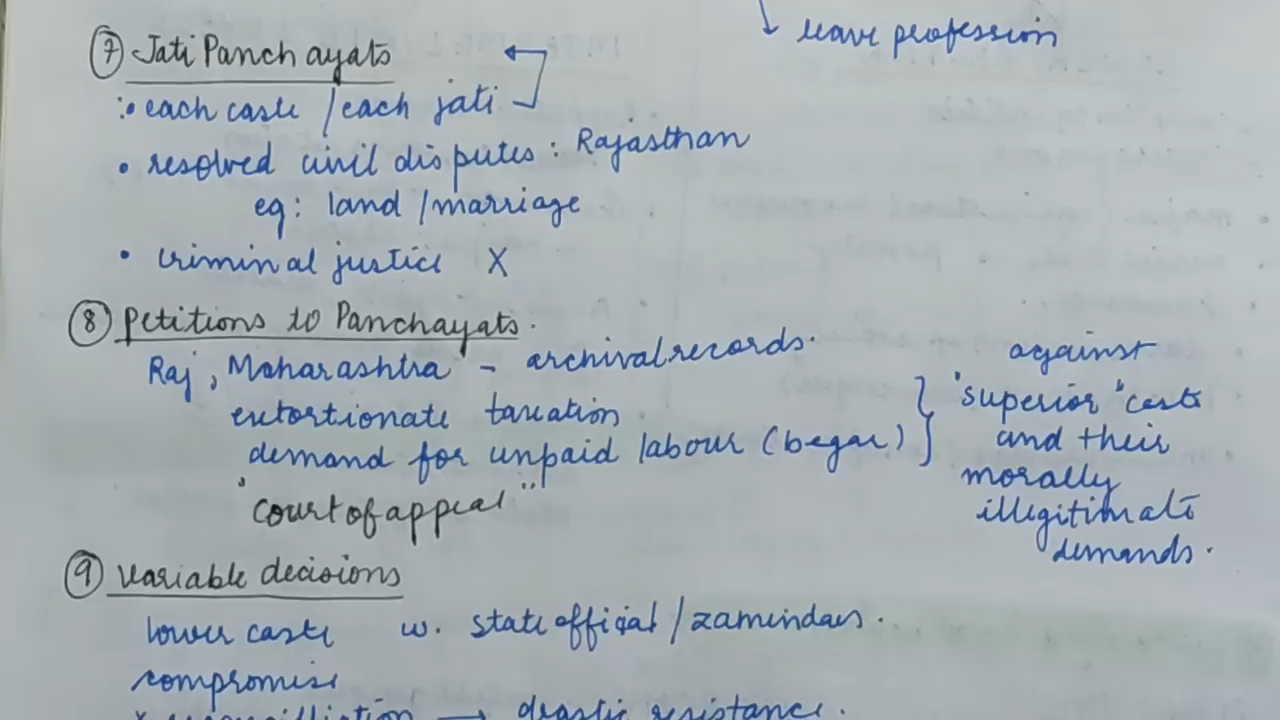 ↳ leave profession
⑦ Jati Panchayats
:• each caste / each jati
• resolved civil disputes : Rajasthan
eg: land / marriage
• criminal justice X
⑧ Petitions to Panchayats.
Raj, Maharashtra - archival records.
extortionate taxation
demand for unpaid labour (begar)
"court of appeal"
against
"superior" caste
and their
morally
illegitimate
demands.
⑨ variable decisions
lower caste w. state official / zamindars.
compromise
→ drastic resistance.